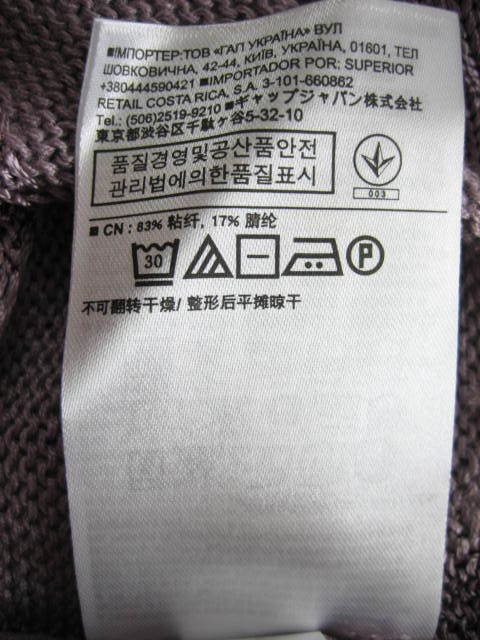 ■ІМПОРТЕР:ТОВ «ГАП УКРАЇНА» ВУЛ
ШОВКОВИЧНА, 42-44, КИЇВ, УКРАЇНА, 01601, ТЕЛ
+380444590421 ■IMPORTADOR POR: SUPERIOR
RETAIL COSTA RICA, S.A. 3-101-660862
Tel.: (506)2519-9210 ■ギャップジャパン株式会社
東京都渋谷区千駄ヶ谷5-32-10
품질경영및공산품안전
관리법에의한품질표시
003
■ CN : 83% 粘纤, 17% 腈纶
30
P
不可翻转干燥/ 整形后平摊晾干